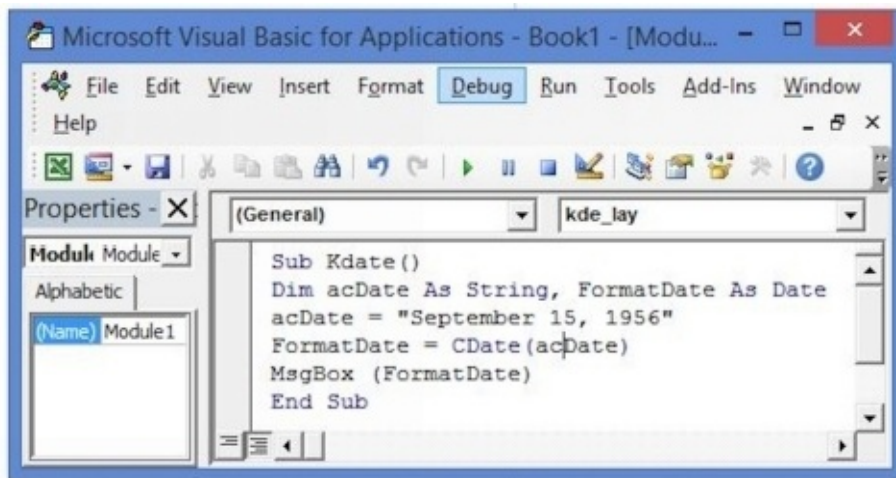 Microsoft Visual Basic for Applications - Book1 - [Modu...
File Edit View Insert Format Debug Run Tools Add-Ins Window
Help
Properties -
(General) kde_lay
Modulε Module
Alphabetic
(Name) Module1
Sub Kdate()
Dim acDate As String, FormatDate As Date
acDate = "September 15, 1956"
FormatDate = CDate(acDate)
MsgBox (FormatDate)
End Sub